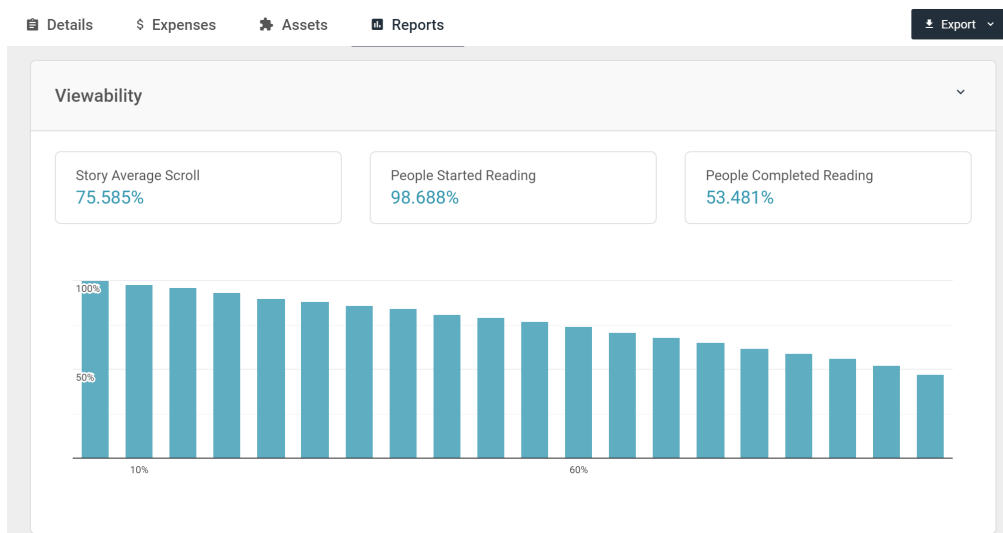 Details
$ Expenses
Assets
Reports
Export
Viewability
Story Average Scroll
75.585%
People Started Reading
98.688%
People Completed Reading
53.481%
100%
50%
10%
60%